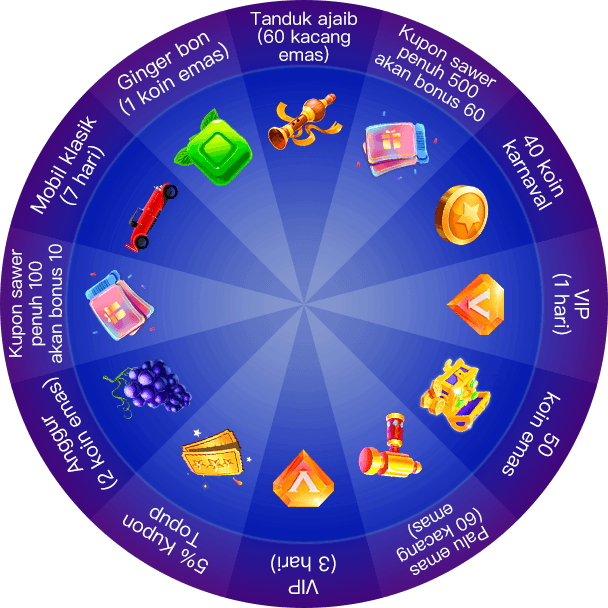 Tanduk ajaib
(60 kacang
emas)
Kupon sawer
penuh 500
akan bonus 60
40 koin
karnaval
VIP
(1 hari)
50
koin emas
Palu emas
(60 kacang
emas)
VIP
(3 hari)
5% Kupon
Topup
Anggur
(2 koin emas)
Kupon sawer
penuh 100
akan bonus 10
Mobil klasik
(7 hari)
Ginger bon
(1 koin emas)